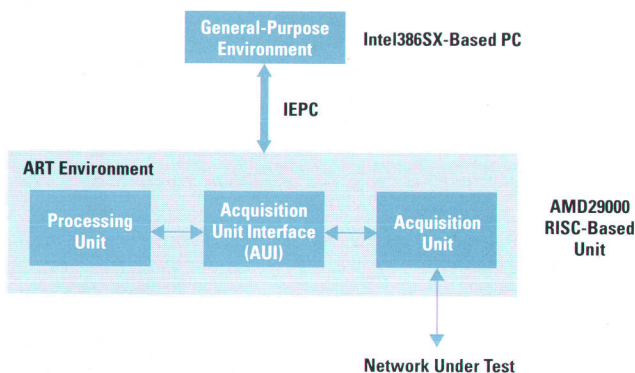 General-Purpose
Environment
Intel386SX-Based PC
IEPC
ART Environment
Processing
Unit
Acquisition
Unit Interface
(AUI)
Acquisition
Unit
AMD29000
RISC-Based
Unit
Network Under Test